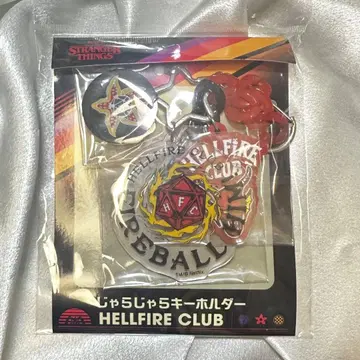 STRANGER
THINGS
HELLFIRE
CLUB
HELLFIRE
HFC
FIREBALL
じゃらじゃらキーホルダー
HELLFIRE CLUB